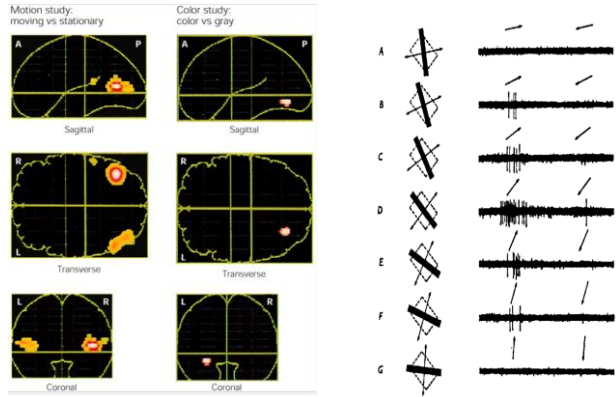 Motion study:
moving vs stationary
Color study:
color vs gray
A P
A P
Sagittal
Sagittal
R
L
R
L
Transverse
Transverse
L R
L R
Coronal
Coronal
A
B
C
D
E
F
G